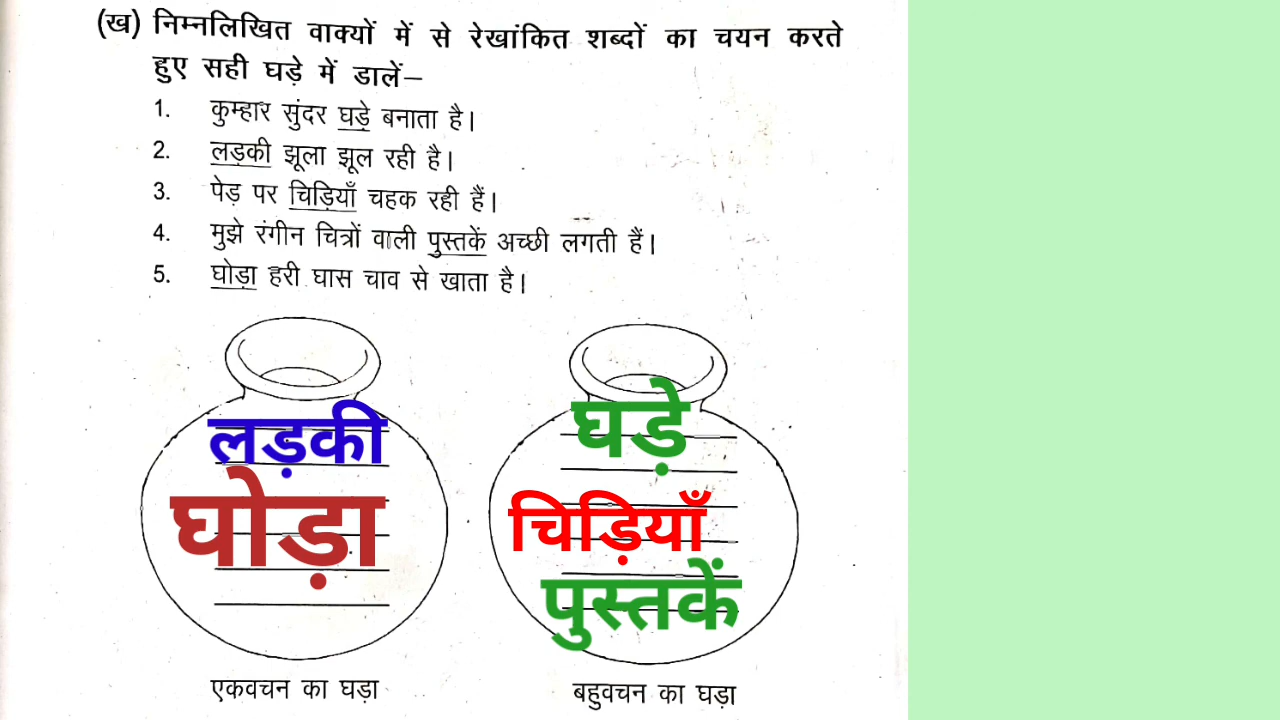 (ख) निम्नलिखित वाक्यों में से रेखांकित शब्दों का चयन करते
हुए सही घड़े में डालें–
1. कुम्हार सुंदर घड़े बनाता है।
2. लड़की झूला झूल रही है।
3. पेड़ पर चिड़ियाँ चहक रही हैं।
4. मुझे रंगीन चित्रों वाली पुस्तकें अच्छी लगती हैं।
5. घोड़ा हरी घास चाव से खाता है।
लड़की
घोड़ा
एकवचन का घड़ा
घड़े
चिड़ियाँ
पुस्तकें
बहुवचन का घड़ा